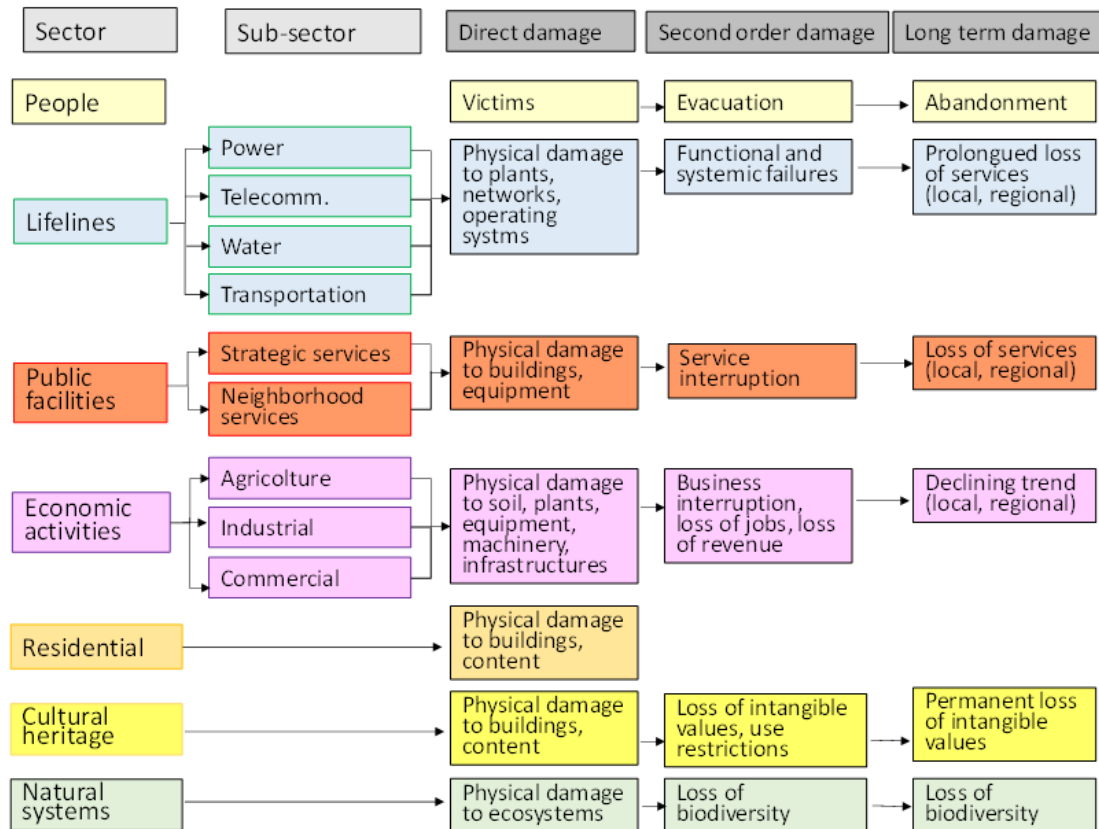 Sector
Sub-sector
Direct damage
Second order damage
Long term damage
People
Victims
Evacuation
Abandonment
Lifelines
Power
Telecomm.
Water
Transportation
Physical damage
to plants,
networks,
operating
systms
Functional and
systemic failures
Prolongued loss
of services
(local, regional)
Public
facilities
Strategic services
Neighborhood
services
Physical damage
to buildings,
equipment
Service
interruption
Loss of services
(local, regional)
Economic
activities
Agricolture
Industrial
Commercial
Physical damage
to soil, plants,
equipment,
machinery,
infrastructures
Business
interruption,
loss of jobs, loss
of revenue
Declining trend
(local, regional)
Residential
Physical damage
to buildings,
content
Cultural
heritage
Physical damage
to buildings,
content
Loss of intangible
values, use
restrictions
Permanent loss
of intangible
values
Natural
systems
Physical damage
to ecosystems
Loss of
biodiversity
Loss of
biodiversity